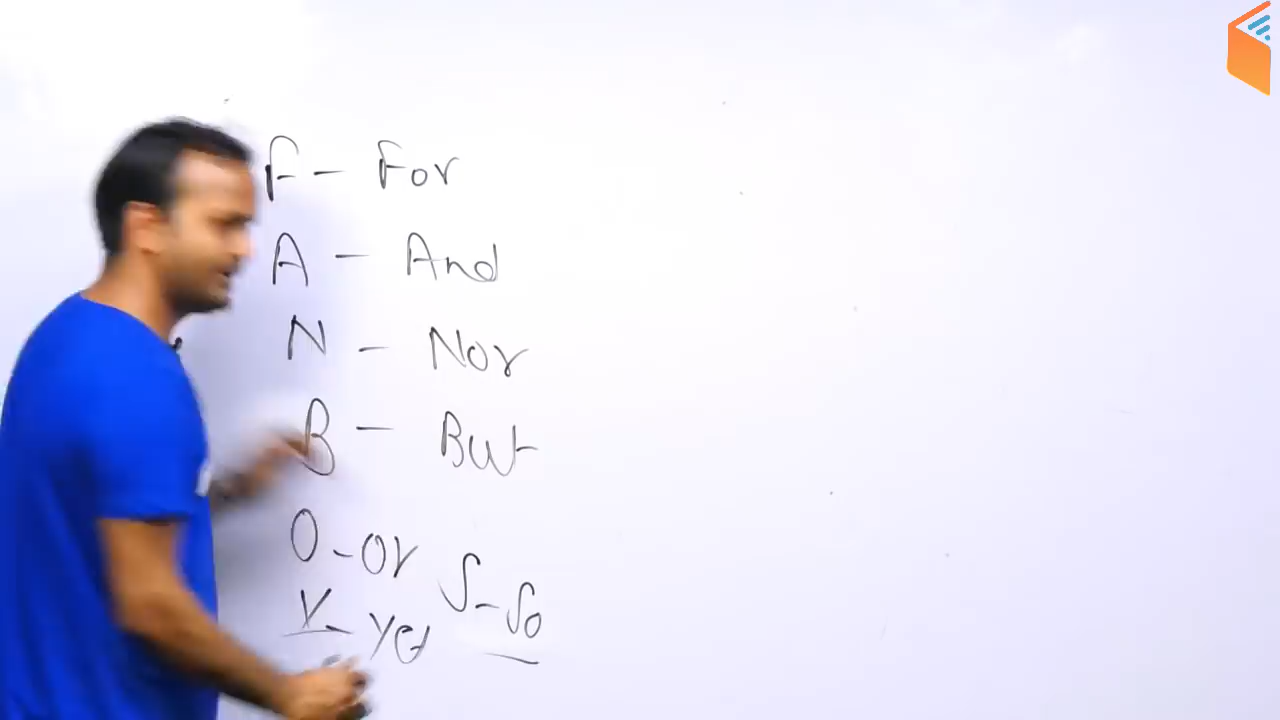 F - For
A - And
N - Nor
B - But
O - or
Y - Yet
S - So